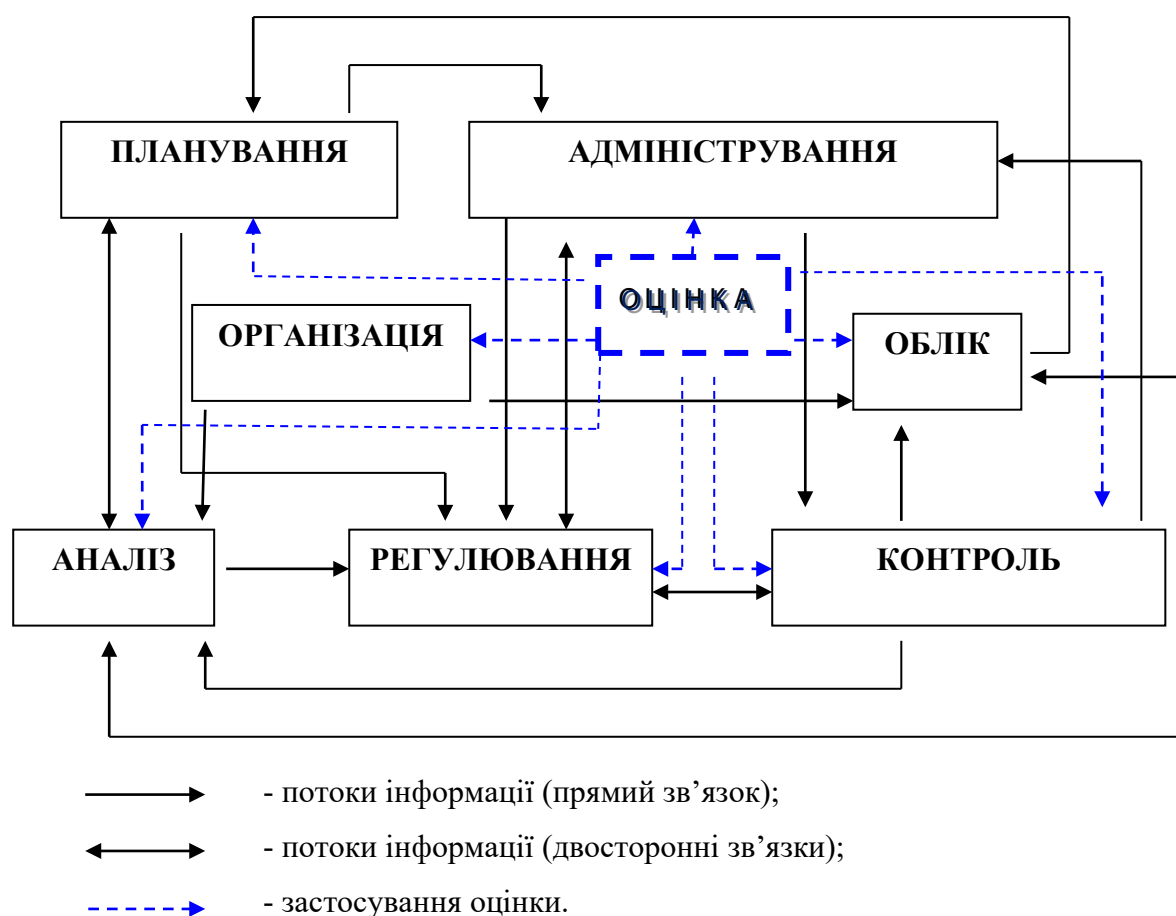 ПЛАНУВАННЯ
АДМІНІСТРУВАННЯ
ОЦІНКА
ОРГАНІЗАЦІЯ
ОБЛІК
АНАЛІЗ
РЕГУЛЮВАННЯ
КОНТРОЛЬ
- потоки інформації (прямий зв’язок);
- потоки інформації (двосторонні зв’язки);
- застосування оцінки.